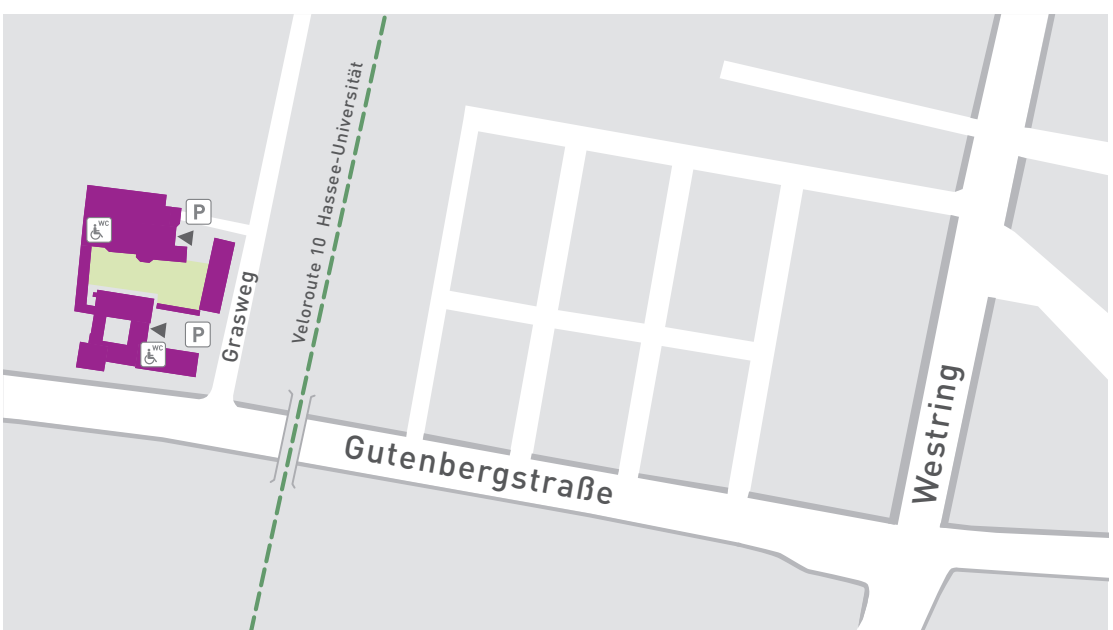 Veloroute 10 Hassee-Universität
P
WC
Grasweg
P
WC
Gutenbergstraße
Westring